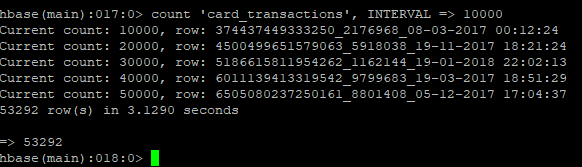 hbase(main):017:0> count 'card_transactions', INTERVAL => 10000
Current count: 10000, row: 374437449333250_2176968_08-03-2017 00:12:24
Current count: 20000, row: 4500499651579063_5918038_19-11-2017 18:21:24
Current count: 30000, row: 5186615811954262_1162144_19-01-2018 22:02:13
Current count: 40000, row: 6011139413319542_9799683_19-03-2017 18:51:29
Current count: 50000, row: 6505080237250161_8801408_05-12-2017 17:04:37
53292 row(s) in 3.1290 seconds
=> 53292
hbase(main):018:0>